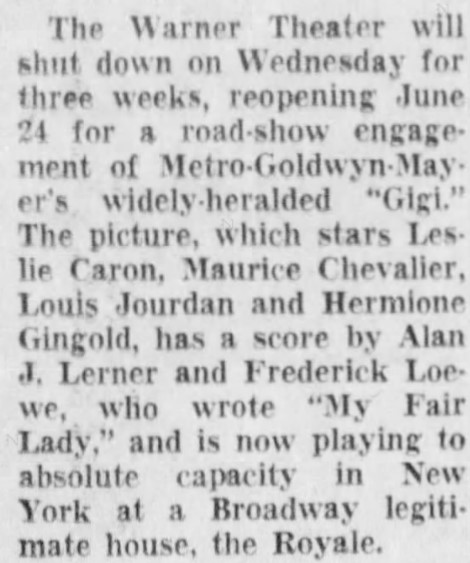 The Warner Theater will
shut down on Wednesday for
three weeks, reopening June
24 for a road-show engage-
ment of Metro-Goldwyn-May-
er's widely-heralded "Gigi."
The picture, which stars Les-
lie Caron, Maurice Chevalier,
Louis Jourdan and Hermione
Gingold, has a score by Alan
J. Lerner and Frederick Loe-
we, who wrote "My Fair
Lady," and is now playing to
absolute capacity in New
York at a Broadway legiti-
mate house, the Royale.